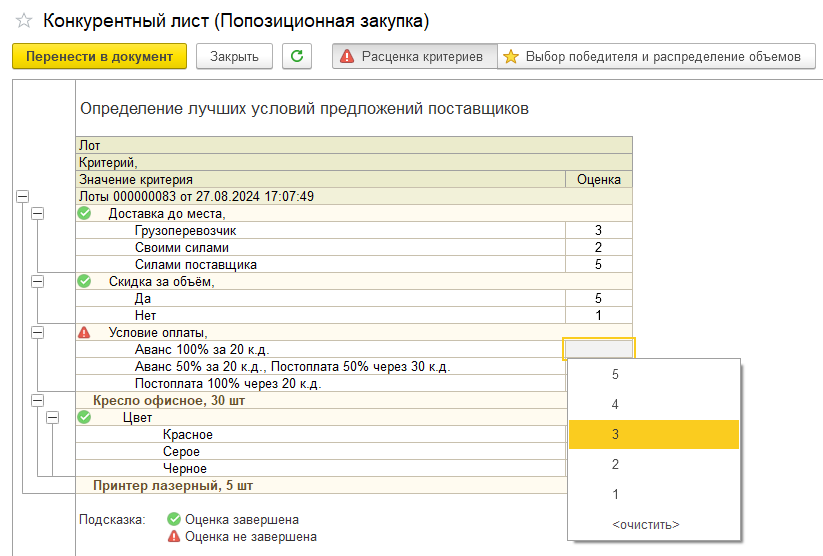 Конкурентный лист (Попозиционная закупка)
Перенести в документ Закрыть Расценка критериев Выбор победителя и распределение объемов
Определение лучших условий предложений поставщиков
Лот
Критерий,
Значение критерия Оценка
Лоты 000000083 от 27.08.2024 17:07:49
Доставка до места,
Грузоперевозчик 3
Своими силами 2
Силами поставщика 5
Скидка за объём,
Да 5
Нет 1
Условие оплаты,
Аванс 100% за 20 к.д.
Аванс 50% за 20 к.д., Постоплата 50% через 30 к.д.
Постоплата 100% через 20 к.д.
Кресло офисное, 30 шт
Цвет
Красное
Серое
Черное
Принтер лазерный, 5 шт
5
4
3
2
1
<очистить>
Подсказка: Оценка завершена
Оценка не завершена